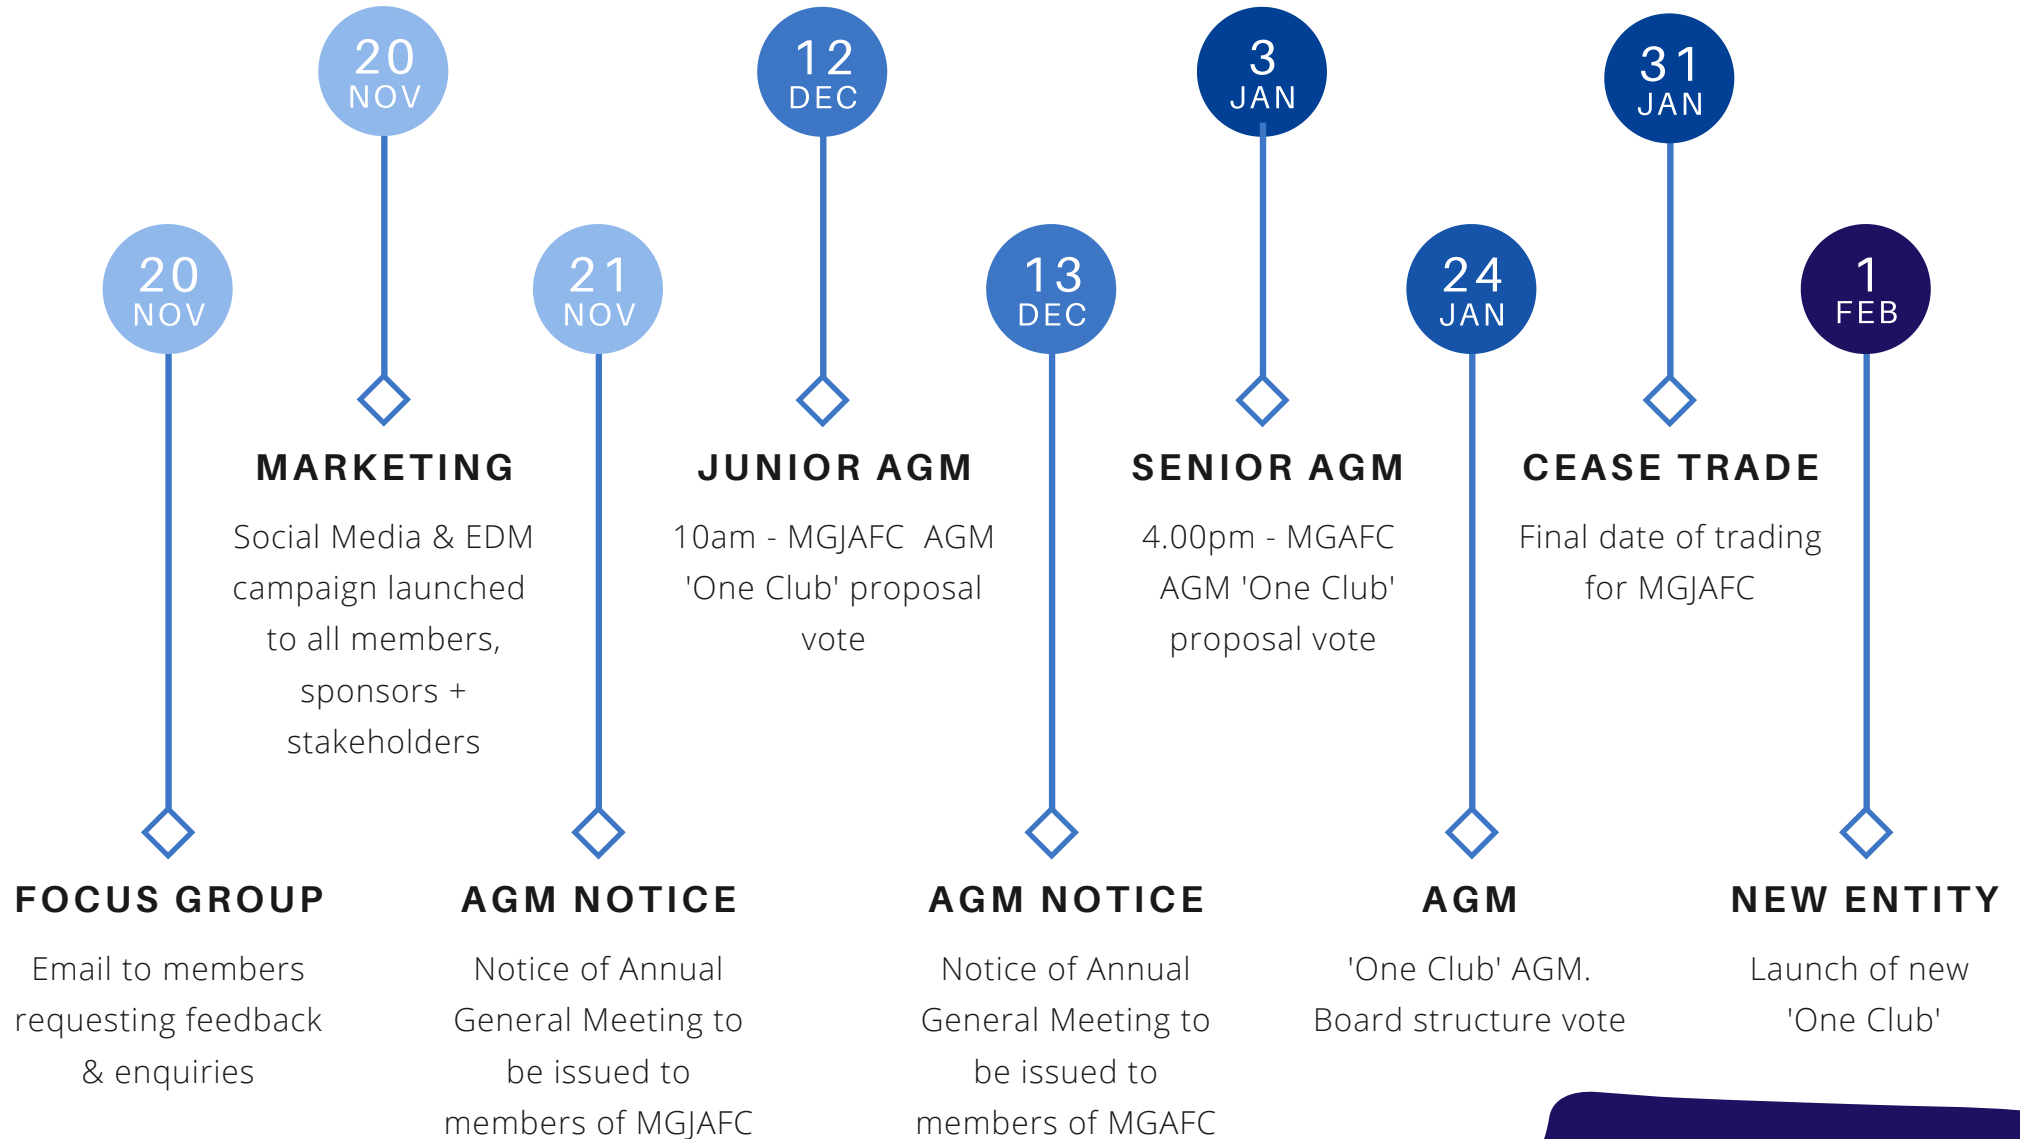 20
NOV
FOCUS GROUP
Email to members
requesting feedback
& enquiries
20
NOV
MARKETING
Social Media & EDM
campaign launched
to all members,
sponsors +
stakeholders
21
NOV
AGM NOTICE
Notice of Annual
General Meeting to
be issued to
members of MGJAFC
12
DEC
JUNIOR AGM
10am - MGJAFC AGM
'One Club' proposal
vote
13
DEC
AGM NOTICE
Notice of Annual
General Meeting to
be issued to
members of MGAFC
3
JAN
SENIOR AGM
4.00pm - MGAFC
AGM 'One Club'
proposal vote
24
JAN
AGM
'One Club' AGM.
Board structure vote
31
JAN
CEASE TRADE
Final date of trading
for MGJAFC
1
FEB
NEW ENTITY
Launch of new
'One Club'